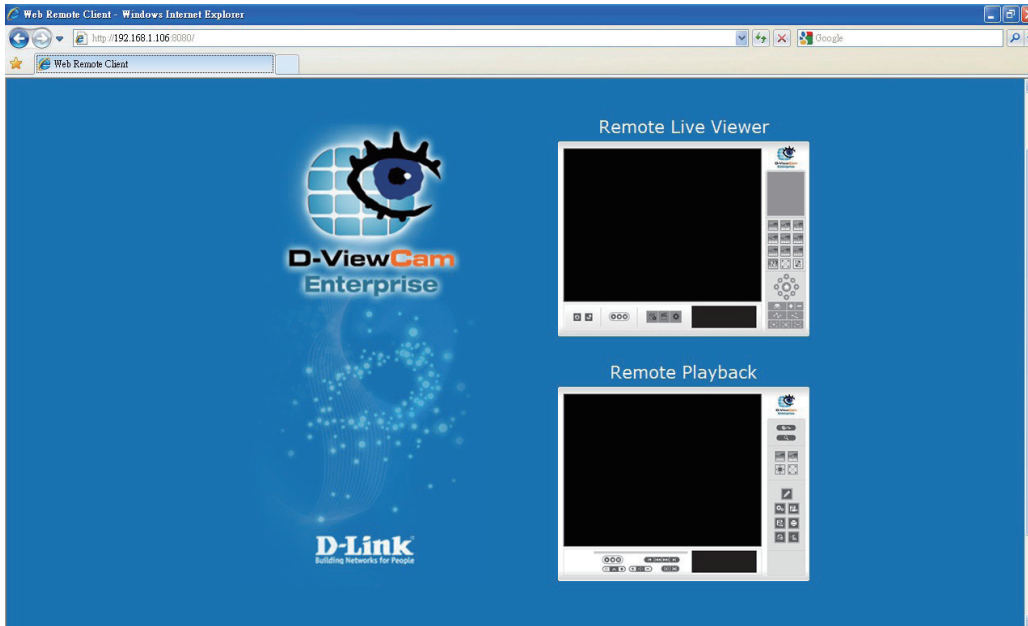 Web Remote Client - Windows Internet Explorer
http://192.168.1.106:8080/
Google
Web Remote Client
Remote Live Viewer
D-ViewCam
Enterprise
Remote Playback
D-Link
Building Networks for People